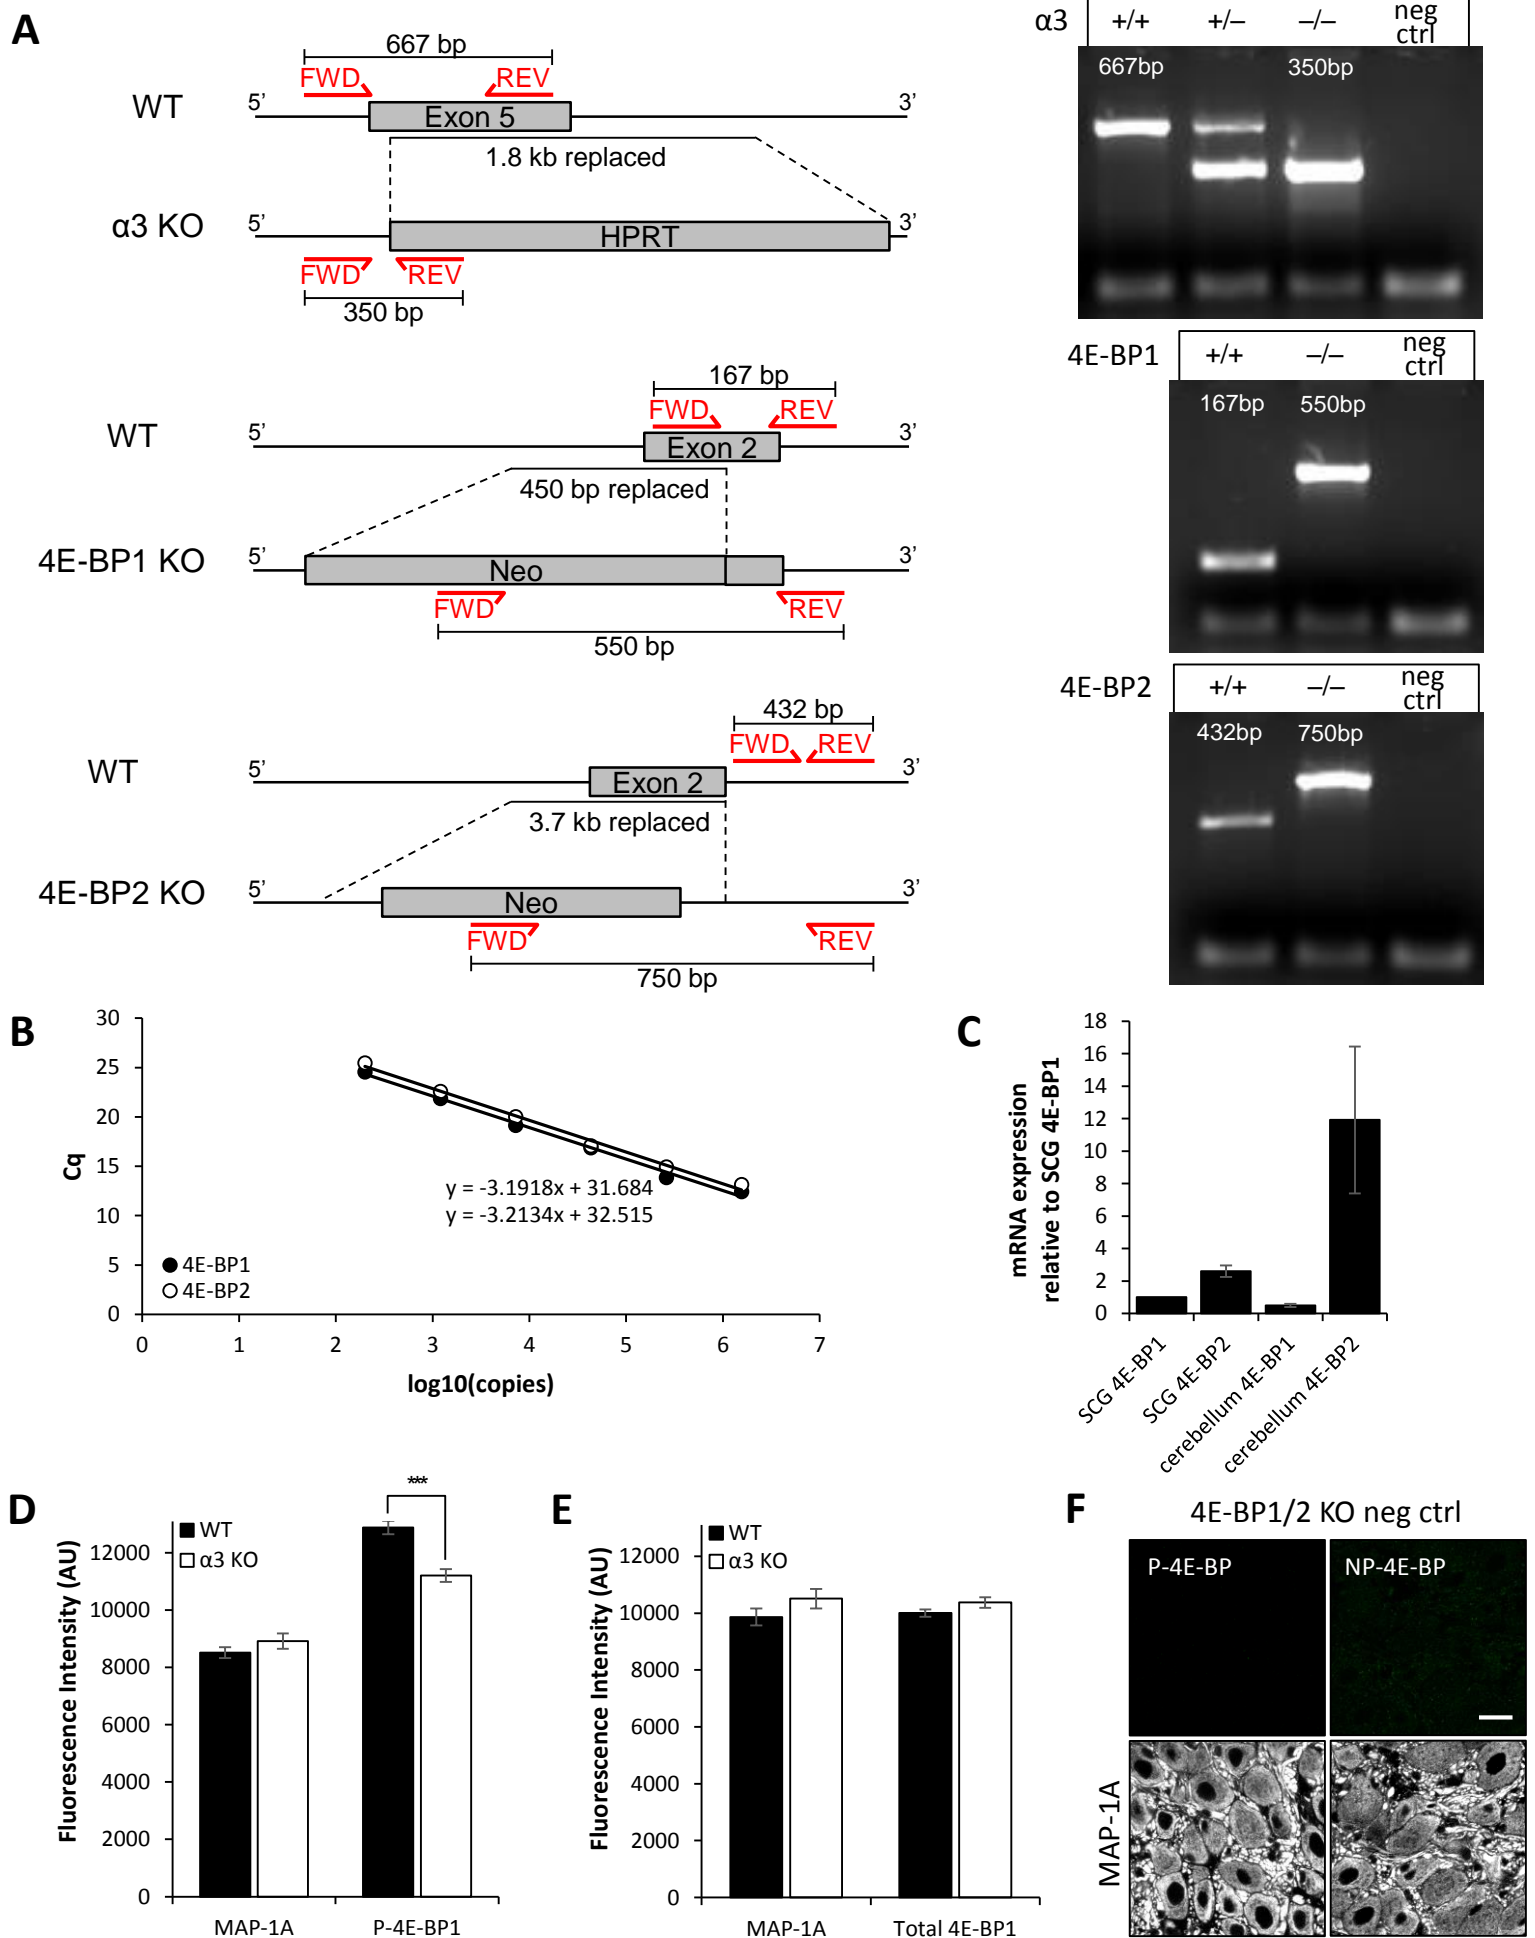 A
667 bp
FWD
REV
WT
5’
Exon 5
3’
1.8 kb replaced
α3 KO
5’
HPRT
3’
FWD
REV
350 bp
167 bp
FWD
REV
WT
5’
Exon 2
3’
450 bp replaced
4E-BP1 KO
5’
Neo
3’
FWD
REV
550 bp
432 bp
FWD
REV
WT
5’
Exon 2
3’
3.7 kb replaced
4E-BP2 KO
5’
Neo
3’
FWD
REV
750 bp
α3 +/+ +/– –/– neg ctrl
667bp 350bp
4E-BP1 +/+ –/– neg ctrl
167bp 550bp
4E-BP2 +/+ –/– neg ctrl
432bp 750bp
B
30
25
20
15
10
5
0
Cq
y = -3.1918x + 31.684
y = -3.2134x + 32.515
4E-BP1
4E-BP2
0 1 2 3 4 5 6 7
log10(copies)
C
18
16
14
12
10
8
6
4
2
0
mRNA expression
relative to SCG 4E-BP1
SCG 4E-BP1
SCG 4E-BP2
cerebellum 4E-BP1
cerebellum 4E-BP2
D
***
WT
α3 KO
12000
10000
8000
6000
4000
2000
0
Fluorescence Intensity (AU)
MAP-1A P-4E-BP1
E
WT
α3 KO
12000
10000
8000
6000
4000
2000
0
Fluorescence Intensity (AU)
MAP-1A Total 4E-BP1
F
4E-BP1/2 KO neg ctrl
P-4E-BP NP-4E-BP
MAP-1A